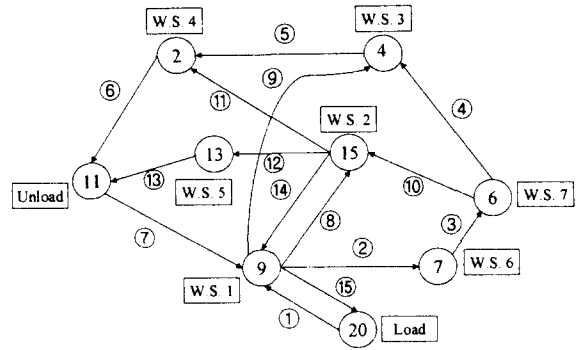 W.S. 4
W.S. 3
2
⑤
4
⑥
⑨
④
⑪
W.S. 2
13
⑫
15
Unload
11
⑬
W.S. 5
⑭
⑩
6
W.S. 7
⑦
⑧
③
②
9
7
W.S. 6
W.S. 1
⑮
①
20
Load